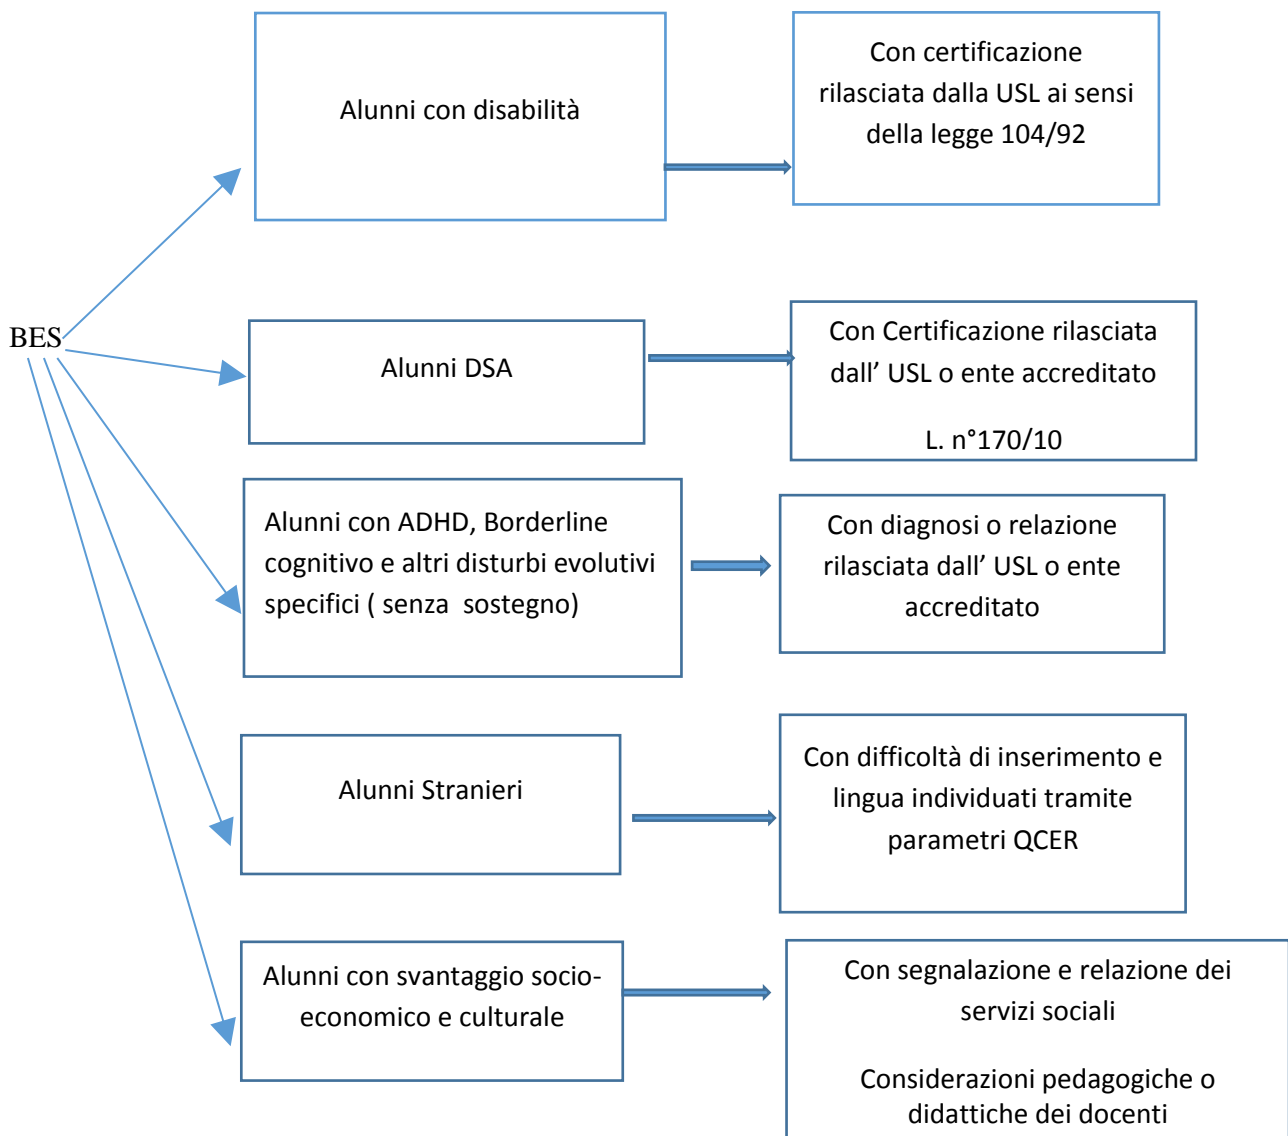 BES
Alunni con disabilità
Con certificazione
rilasciata dalla USL ai sensi
della legge 104/92
Alunni DSA
Con Certificazione rilasciata
dall’ USL o ente accreditato
L. n°170/10
Alunni con ADHD, Borderline
cognitivo e altri disturbi evolutivi
specifici ( senza  sostegno)
Con diagnosi o relazione
rilasciata dall’ USL o ente
accreditato
Alunni Stranieri
Con difficoltà di inserimento e
lingua individuati tramite
parametri QCER
Alunni con svantaggio socio-
economico e culturale
Con segnalazione e relazione dei
servizi sociali
Considerazioni pedagogiche o
didattiche dei docenti